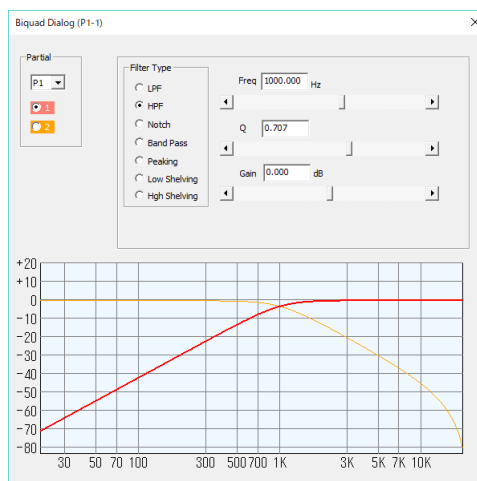 Biquad Dialog (P1-1)
Partial
P1
1
2
Filter Type
LPF
HPF
Notch
Band Pass
Peaking
Low Shelving
Hgh Shelving
Freq 1000.000 Hz
Q 0.707
Gain 0.000 dB
+20
+10
0
-10
-20
-30
-40
-50
-60
-70
-80
30 50 70 100 300 500 700 1K 3K 5K 7K 10K